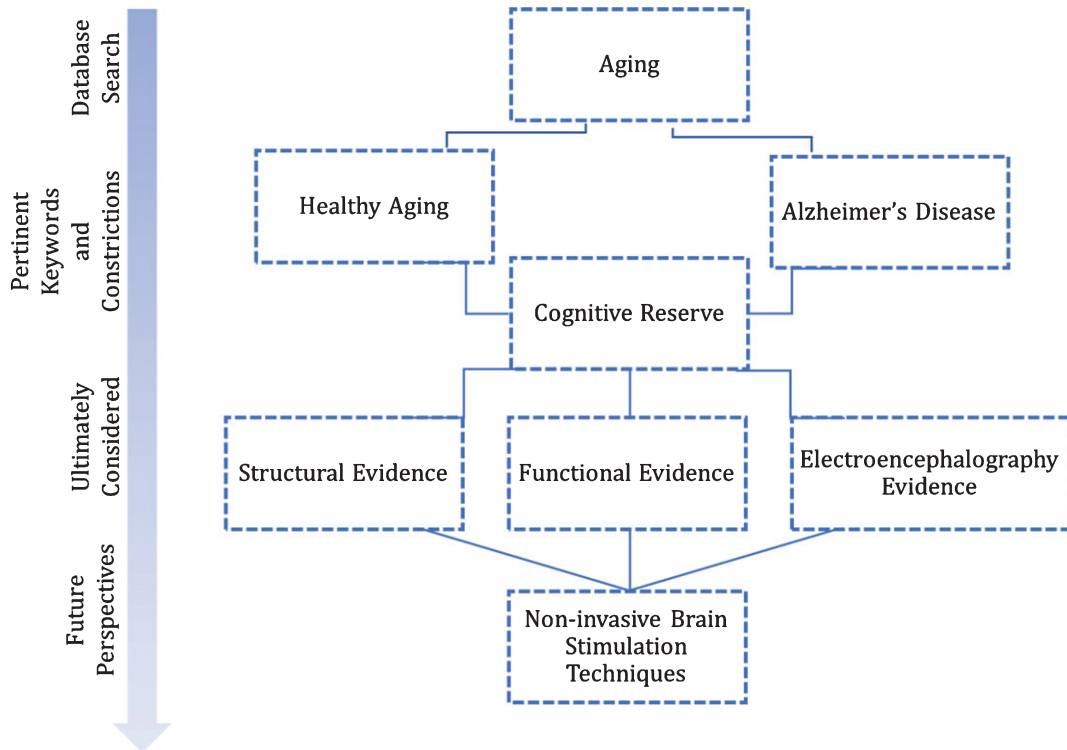 Database
Search
Aging
Pertinent
Keywords
and
Constrictions
Healthy Aging
Alzheimer's Disease
Cognitive Reserve
Ultimately
Considered
Structural Evidence
Functional Evidence
Electroencephalography
Evidence
Future
Perspectives
Non-invasive Brain
Stimulation
Techniques